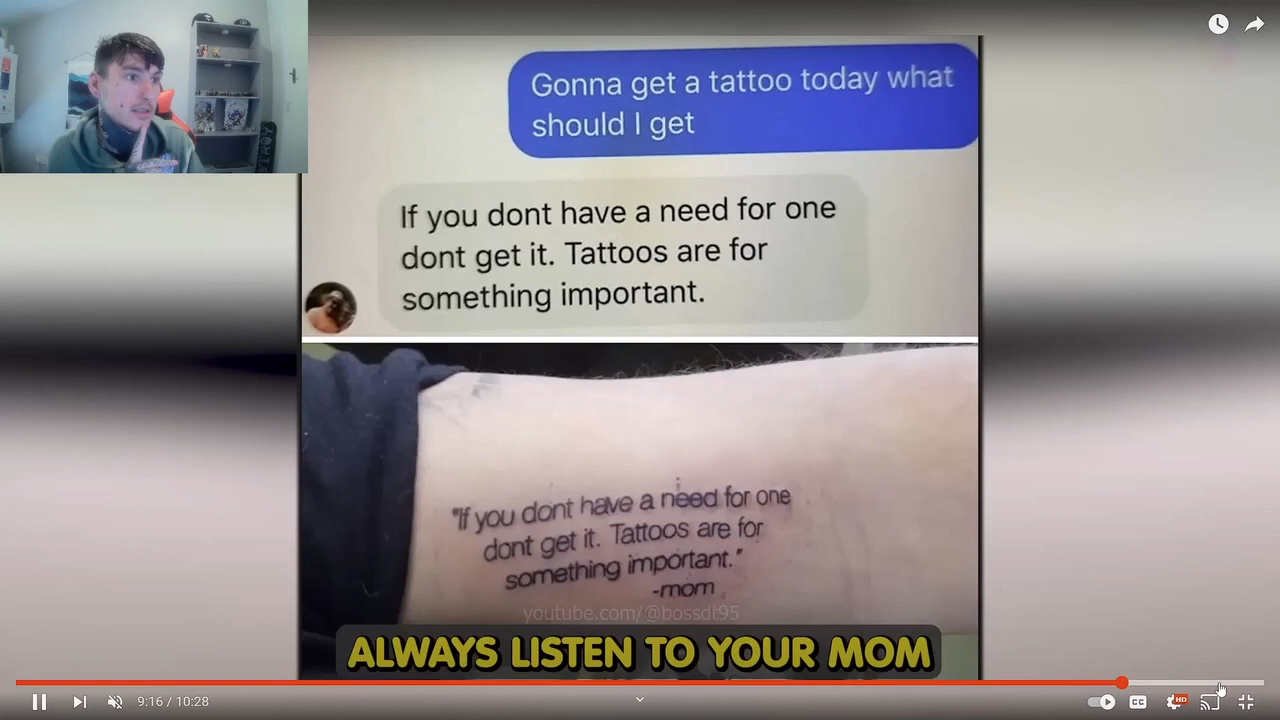 Gonna get a tattoo today what
should I get
If you dont have a need for one
dont get it. Tattoos are for
something important.
"If you dont have a need for one
dont get it. Tattoos are for
something important."
-mom
youtube.com/@bossdt95
ALWAYS LISTEN TO YOUR MOM
9:16 / 10:28
CC
HD